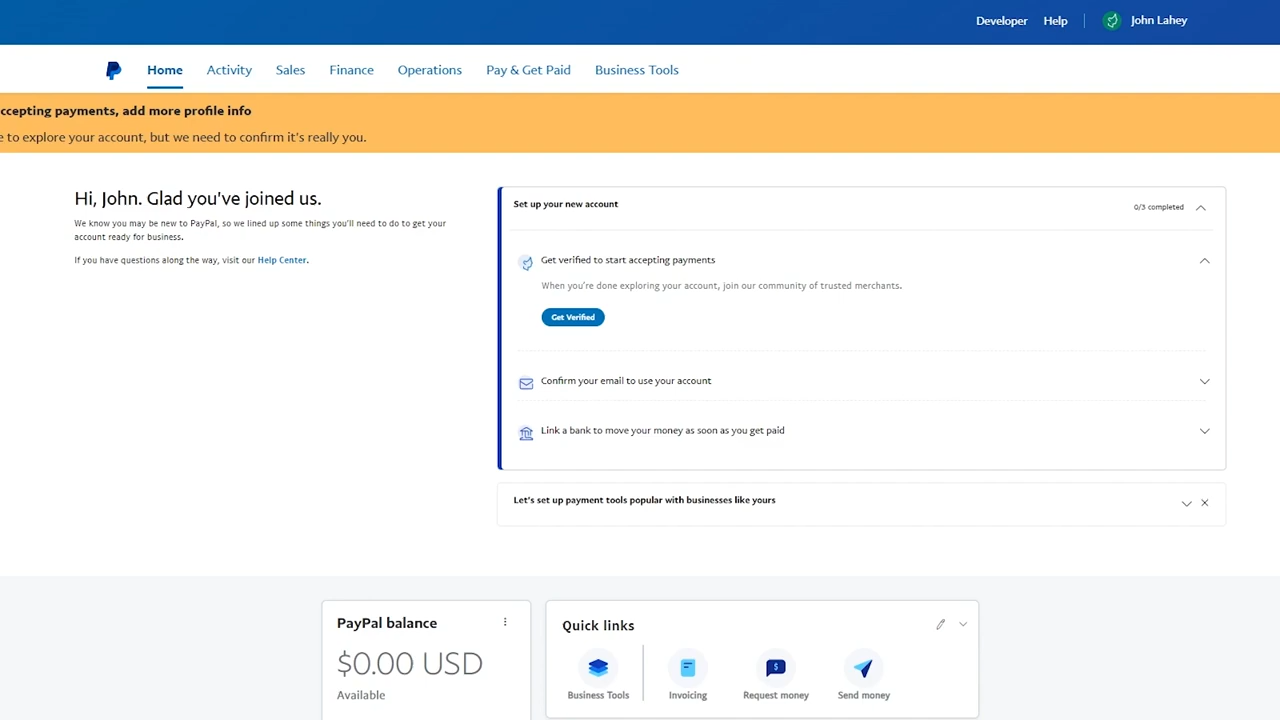 Developer Help John Lahey
Home Activity Sales Finance Operations Pay & Get Paid Business Tools
ccepting payments, add more profile info
e to explore your account, but we need to confirm it's really you.
Hi, John. Glad you've joined us.
We know you may be new to PayPal, so we lined up some things you'll need to do to get your
account ready for business.
If you have questions along the way, visit our Help Center.
Set up your new account
0/3 completed
Get verified to start accepting payments
When you're done exploring your account, join our community of trusted merchants.
Get Verified
Confirm your email to use your account
Link a bank to move your money as soon as you get paid
Let's set up payment tools popular with businesses like yours
PayPal balance
$0.00 USD
Available
Quick links
Business Tools Invoicing Request money Send money